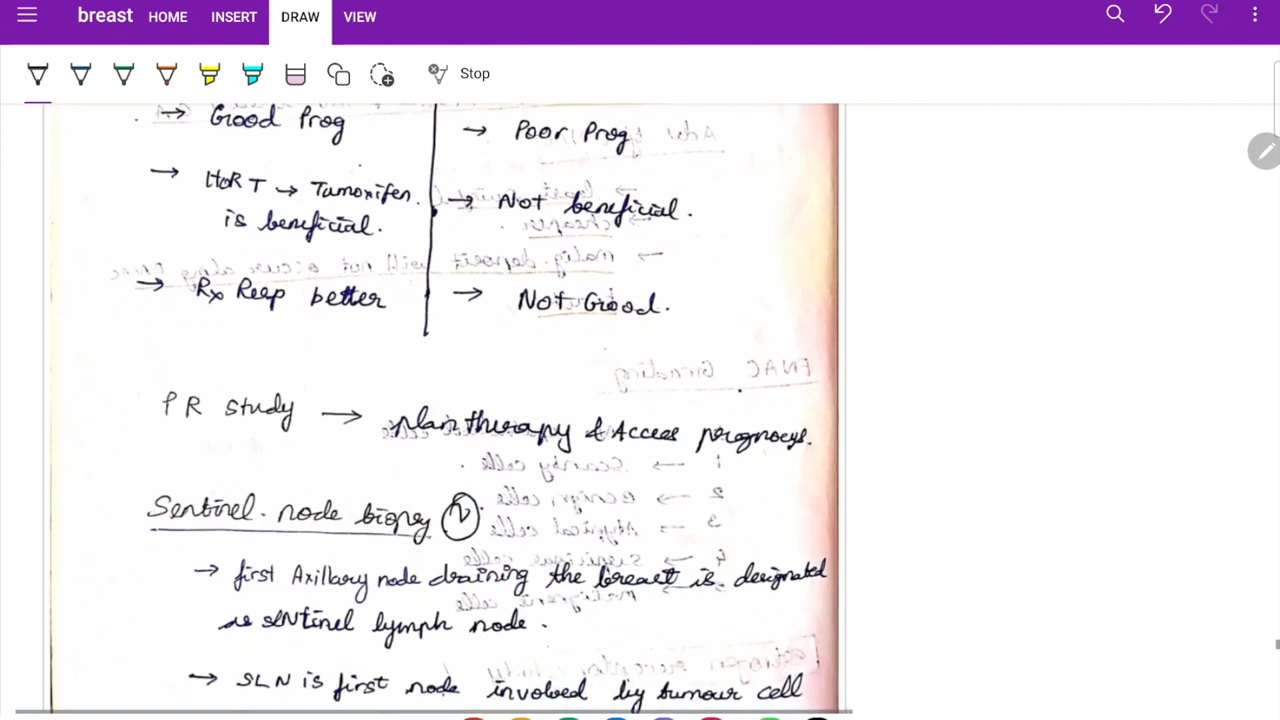 breast HOME INSERT DRAW VIEW
Stop
→ Good Prog
→ Poor Prog
→ HORT → Tamoxifen.
is beneficial.
→ Not beneficial.
→ Rx Resp better
→ Not Good.
PR study → plan therapy & Access prognosys.
Sentinel. node biopsy N
→ first Axillary node draining the breast is designated
as sentinel lymph node.
→ SLN is first node involved by tumour cell